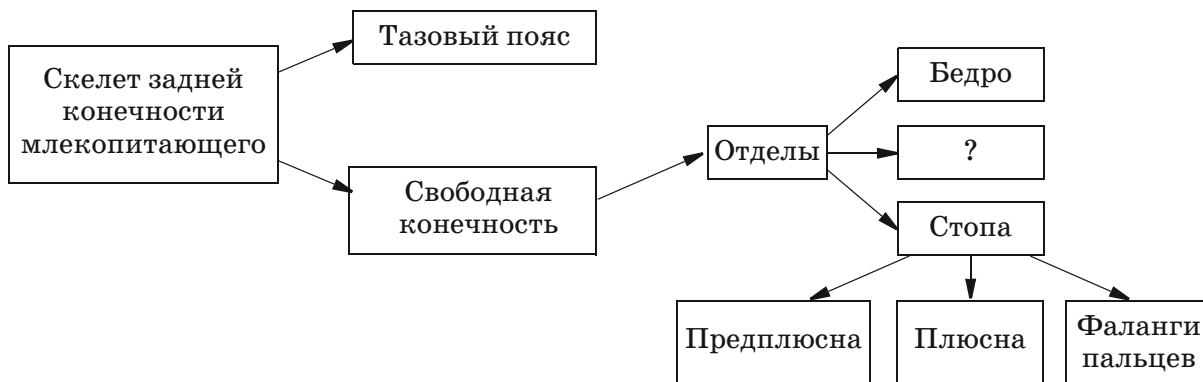 Скелет задней
конечности
млекопитающего
Тазовый пояс
Свободная
конечность
Отделы
Бедро
?
Стопа
Предплюсна
Плюсна
Фаланги
пальцев